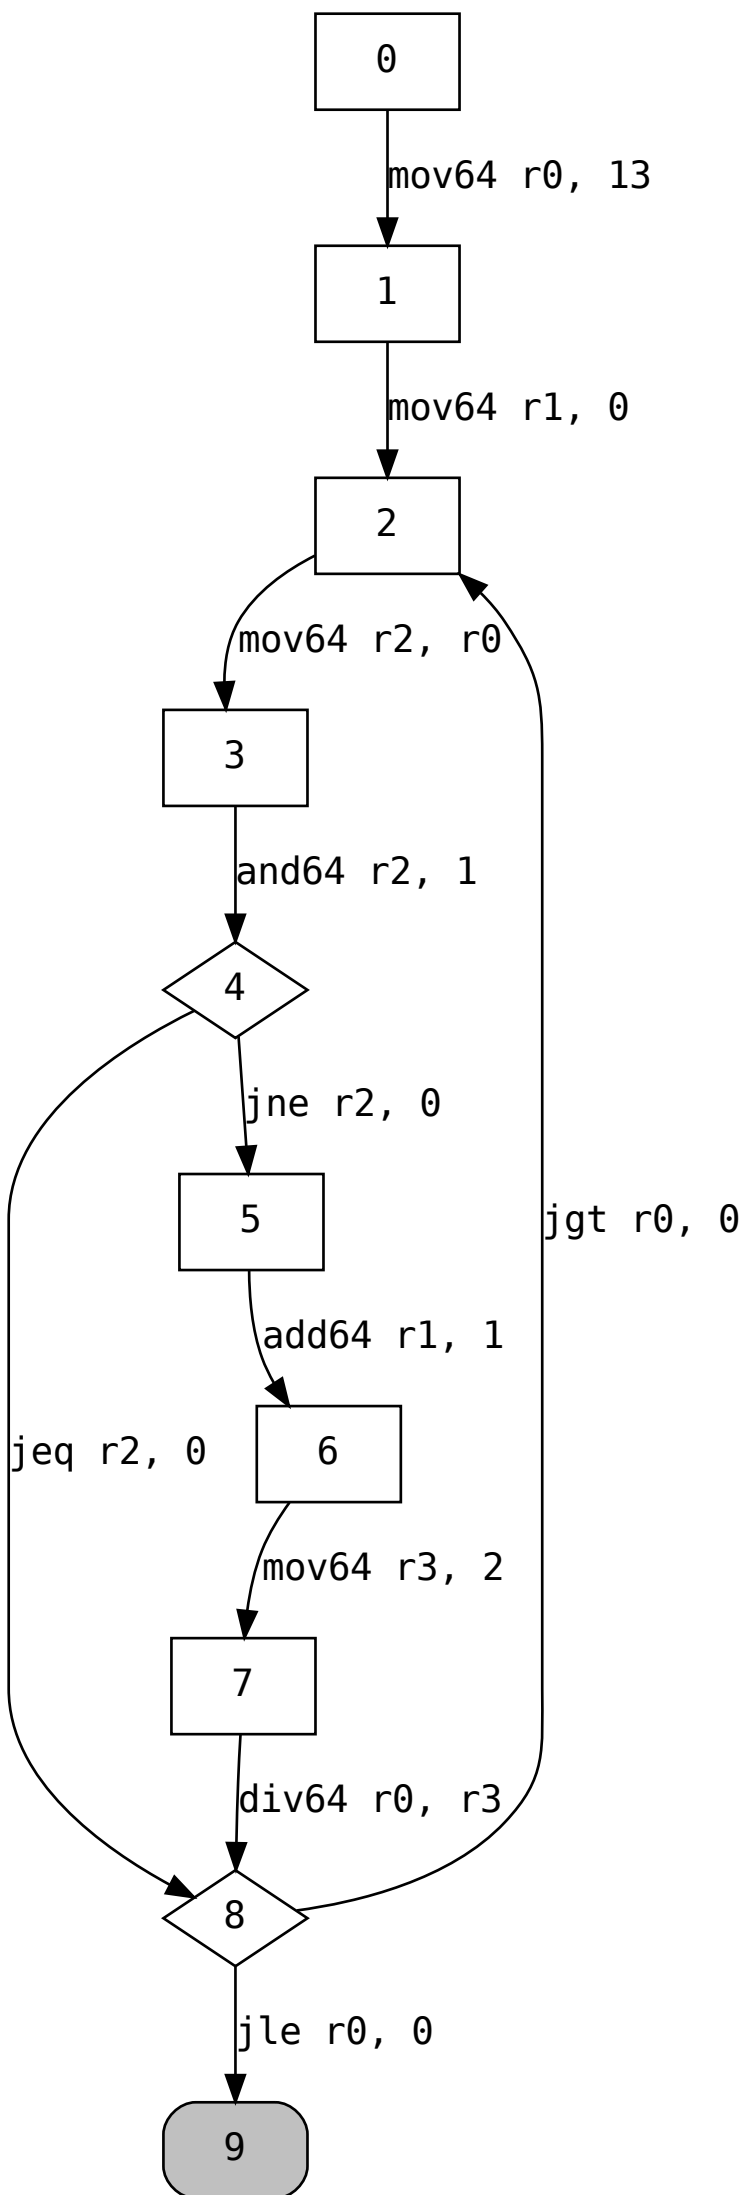 0
mov64 r0, 13
1
mov64 r1, 0
2
mov64 r2, r0
3
and64 r2, 1
4
jne r2, 0
5
jgt r0, 0
add64 r1, 1
jeq r2, 0
6
mov64 r3, 2
7
div64 r0, r3
8
jle r0, 0
9